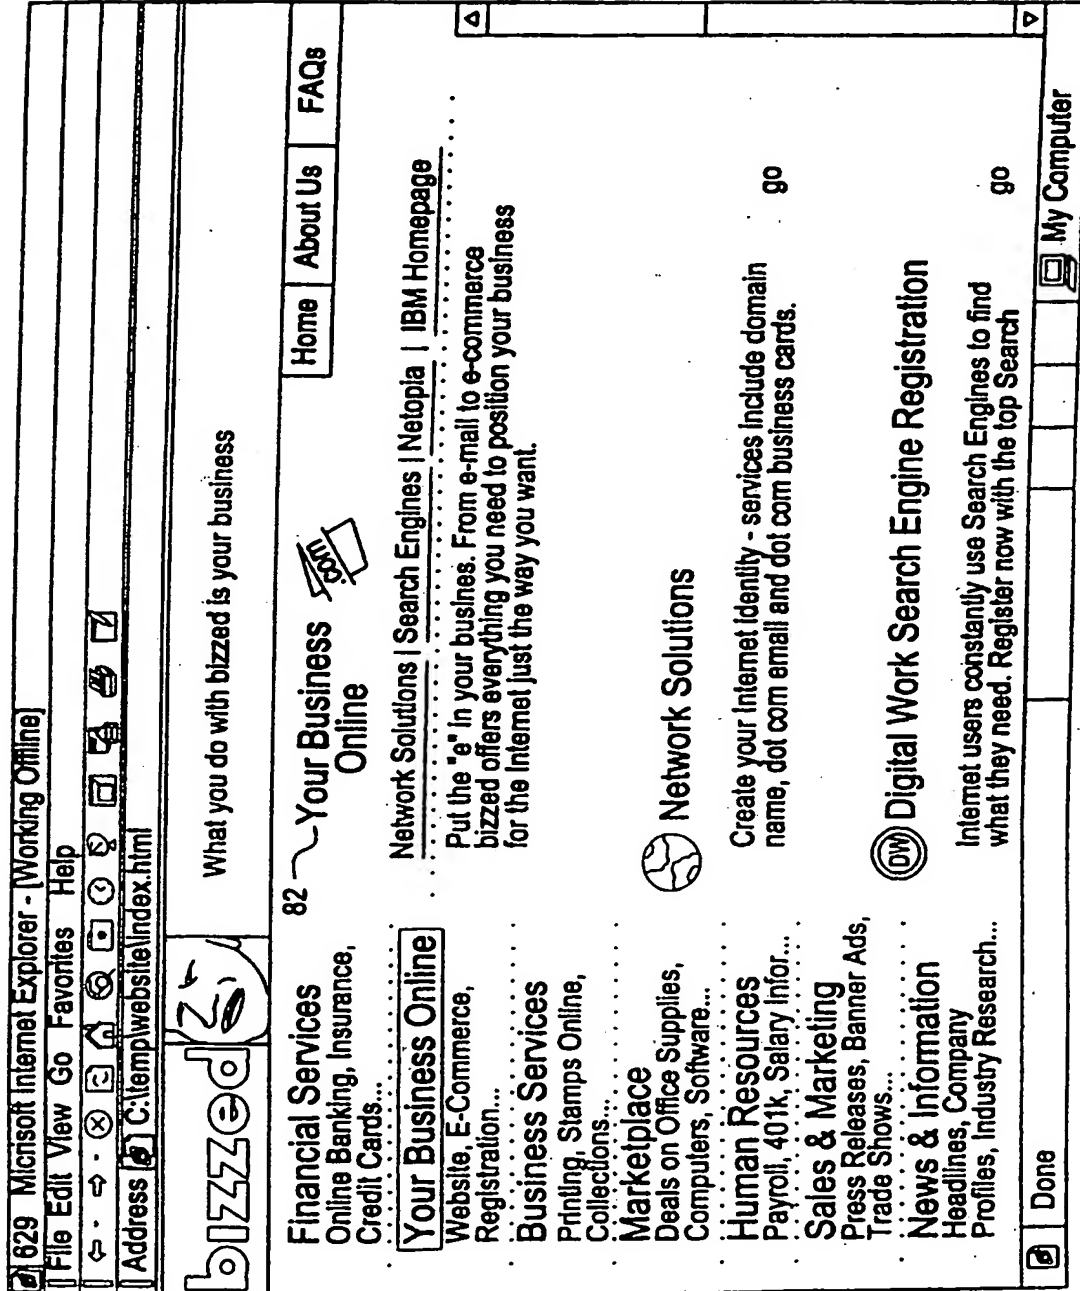 629 Micrisoft Internet Explorer - [Working Offline]
File Edit View Go Favorites Help
Address C:\temp\website\index.html
bizzed
What you do with bizzed is your business
Home | About Us | FAQs
Financial Services
Online Banking, Insurance,
Credit Cards...
Your Business Online
Website, E-Commerce,
Registration...
Business Services
Printing, Stamps Online,
Collections...
Marketplace
Deals on Office Supplies,
Computers, Software...
Human Resources
Payroll, 401k, Salary Infor...
Sales & Marketing
Press Releases, Banner Ads,
Trade Shows...
News & Information
Headlines, Company
Profiles, Industry Research...
82
Your Business
Online
.com
Network Solutions | Search Engines | Netopia | IBM Homepage
Put the "e" in your busines. From e-mail to e-commerce
bizzed offers everything you need to position your business
for the Internet just the way you want.
Network Solutions
Create your Internet identity - services include domain
name, dot com email and dot com business cards.
go
DW Digital Work Search Engine Registration
Internet users constantly use Search Engines to find
what they need. Register now with the top Search
go
Done
My Computer